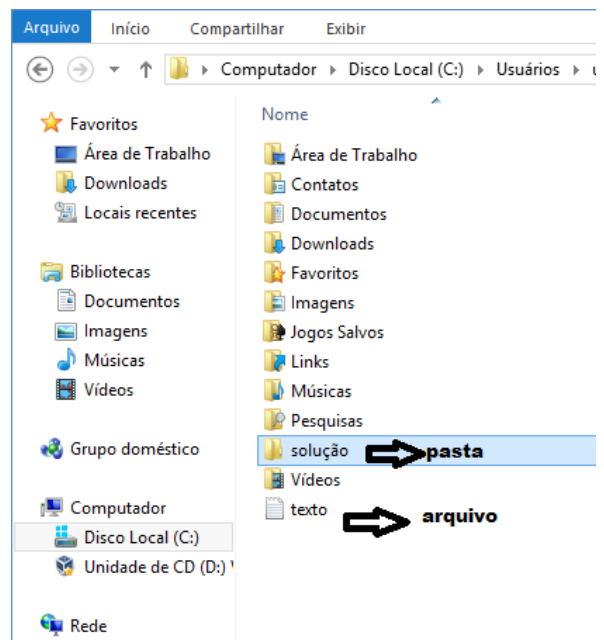 Arquivo Início Compartilhar Exibir
Computador Disco Local (C:) Usuários
Favoritos
Área de Trabalho
Downloads
Locais recentes
Bibliotecas
Documentos
Imagens
Músicas
Vídeos
Grupo doméstico
Computador
Disco Local (C:)
Unidade de CD (D:)
Rede
Nome
Área de Trabalho
Contatos
Documentos
Downloads
Favoritos
Imagens
Jogos Salvos
Links
Músicas
Pesquisas
solução pasta
Vídeos
texto arquivo